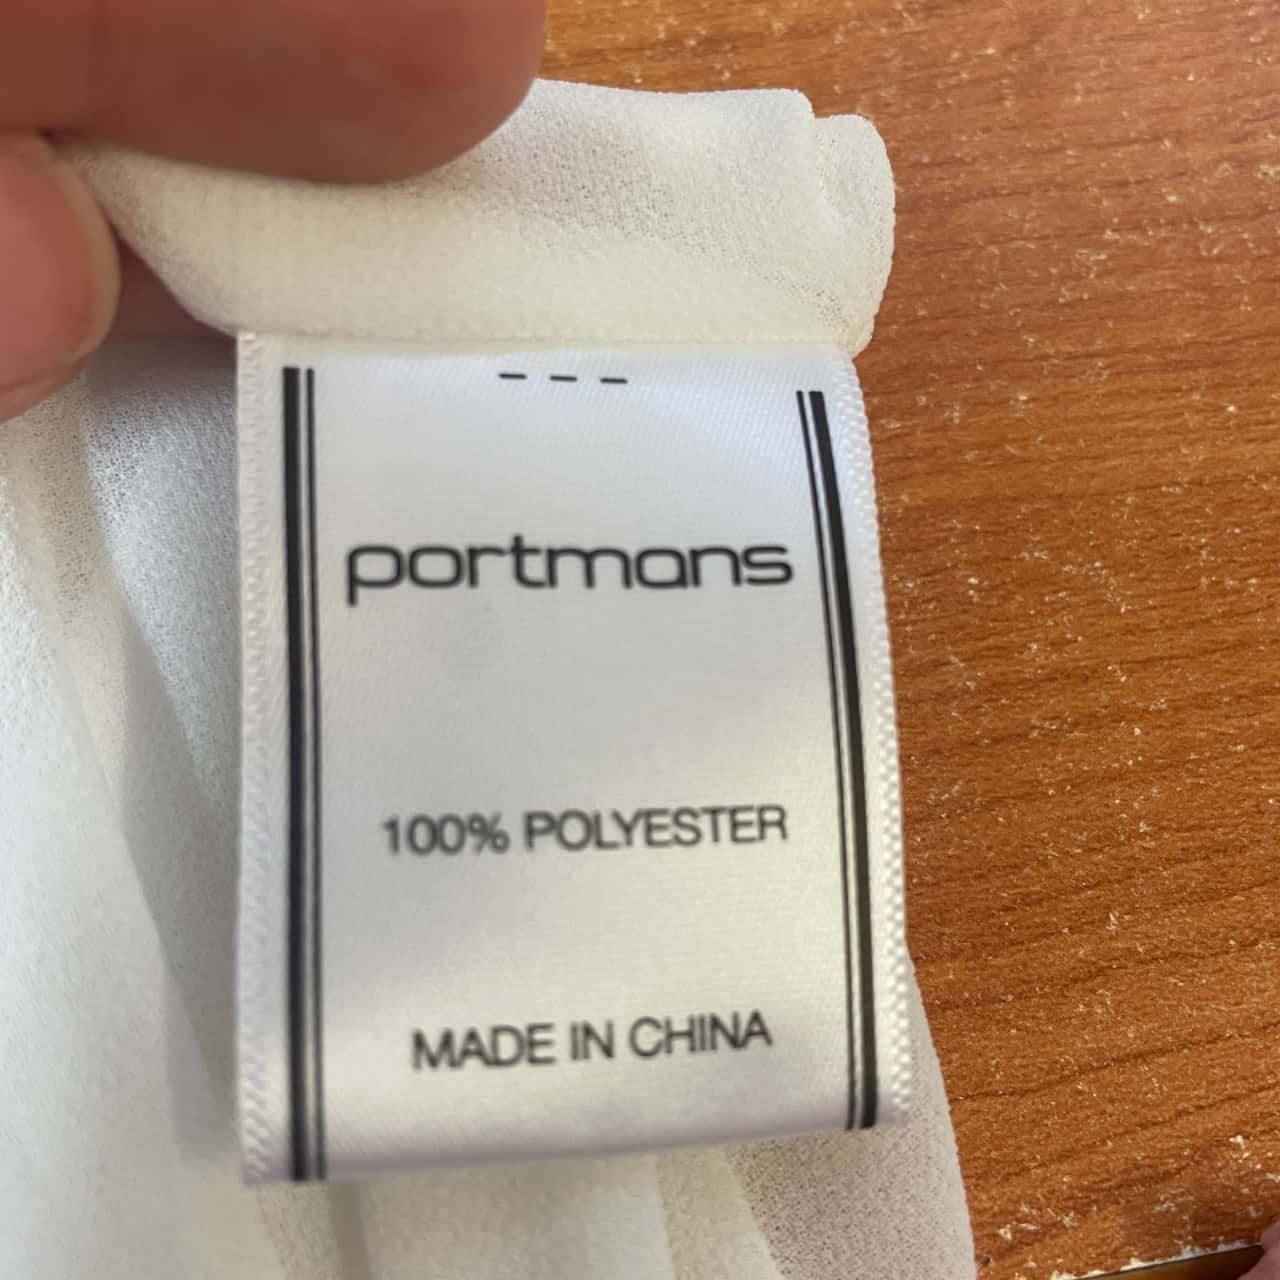 - - -
portmans
100% POLYESTER
MADE IN CHINA